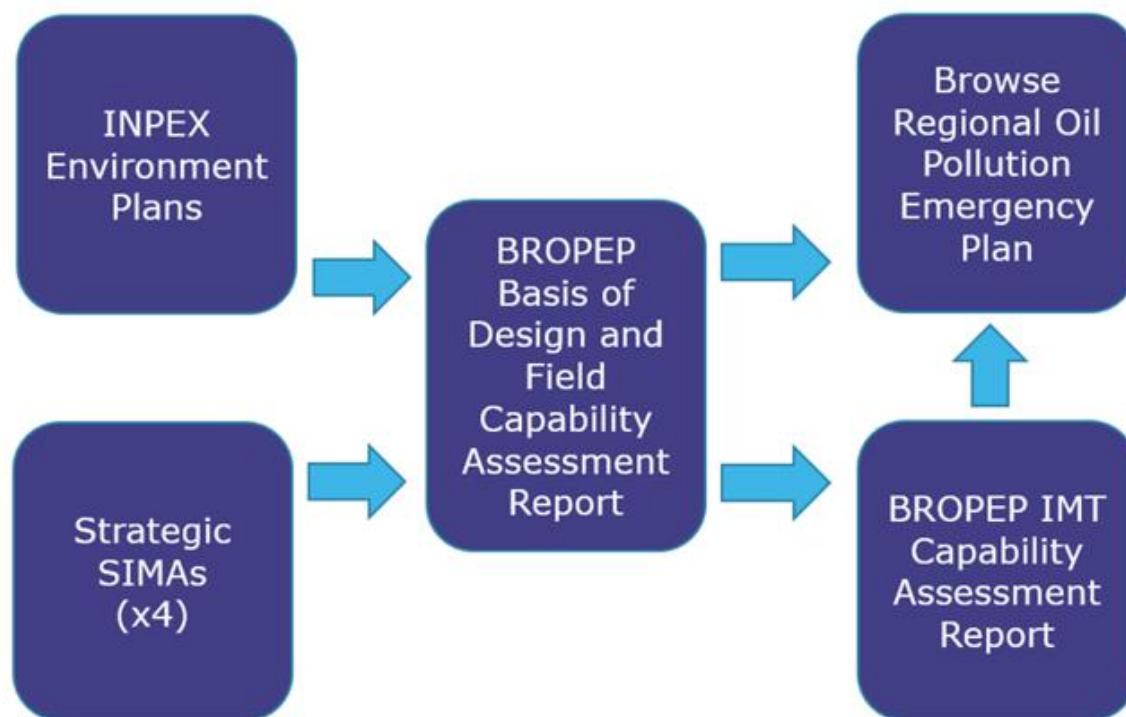 INPEX
Environment
Plans
Strategic
SIMAs
(x4)
BROPEP
Basis of
Design and
Field
Capability
Assessment
Report
Browse
Regional Oil
Pollution
Emergency
Plan
BROPEP IMT
Capability
Assessment
Report